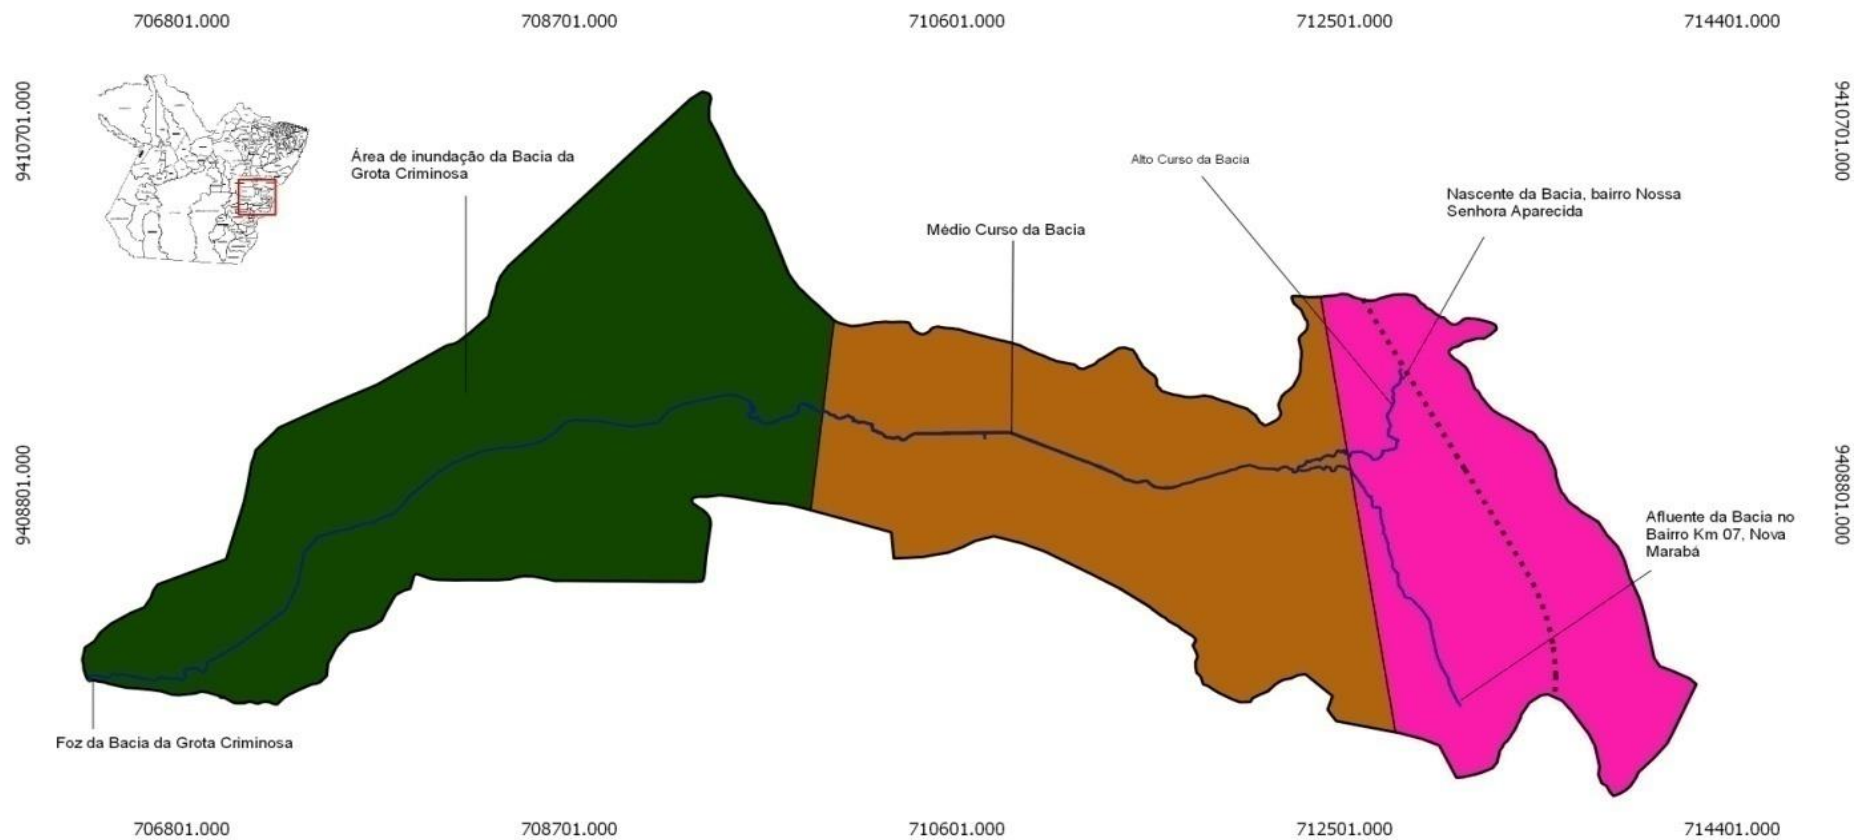 706801.000 708701.000 710601.000 712501.000 714401.000
9410701.000
9410701.000
Área de inundação da Bacia da
Grota Criminosa
Alto Curso da Bacia
Nascente da Bacia, bairro Nossa
Senhora Aparecida
Médio Curso da Bacia
9408801.000
9408801.000
Afluente da Bacia no
Bairro Km 07, Nova
Marabá
Foz da Bacia da Grota Criminosa
706801.000 708701.000 710601.000 712501.000 714401.000